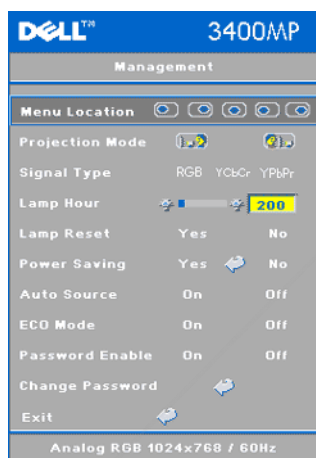 DELL™ 3400MP
Management
Menu Location
Projection Mode
Signal Type RGB YCbCr YPbPr
Lamp Hour 200
Lamp Reset Yes No
Power Saving Yes No
Auto Source On Off
ECO Mode On Off
Password Enable On Off
Change Password
Exit
Analog RGB 1024x768 / 60Hz